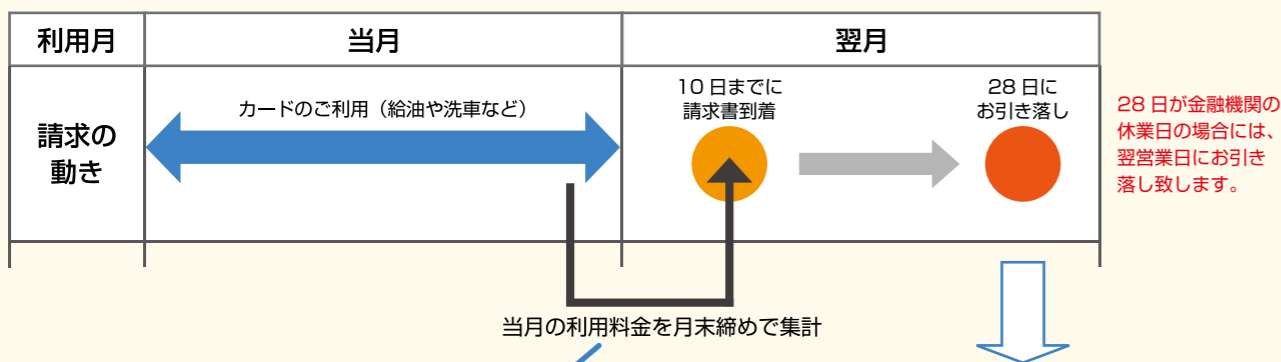 利用月
当月
翌月
請求の
動き
カードのご利用（給油や洗車など）
10日までに
請求書到着
28日に
お引き落し
28日が金融機関の
休業日の場合には、
翌営業日にお引き
落し致します。
当月の利用料金を月末締めで集計